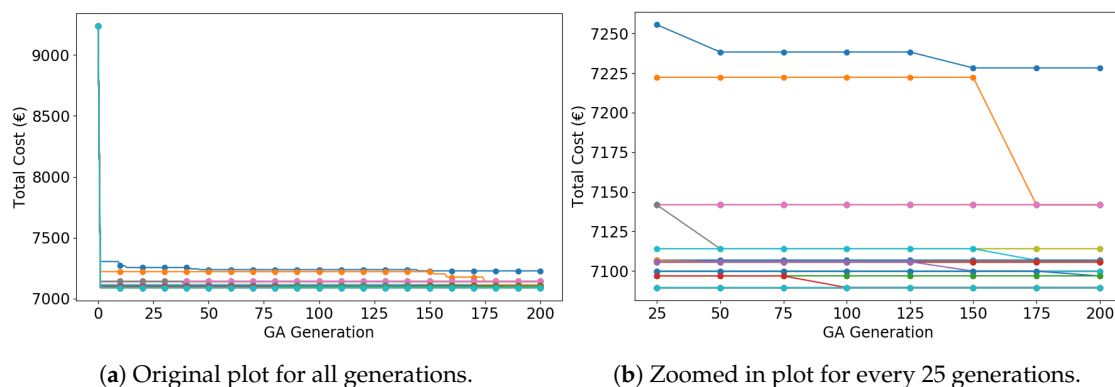 9000
8500
8000
7500
7000
Total Cost (€)
0 25 50 75 100 125 150 175 200
GA Generation
(a) Original plot for all generations.
7250
7225
7200
7175
7150
7125
7100
Total Cost (€)
25 50 75 100 125 150 175 200
GA Generation
(b) Zoomed in plot for every 25 generations.